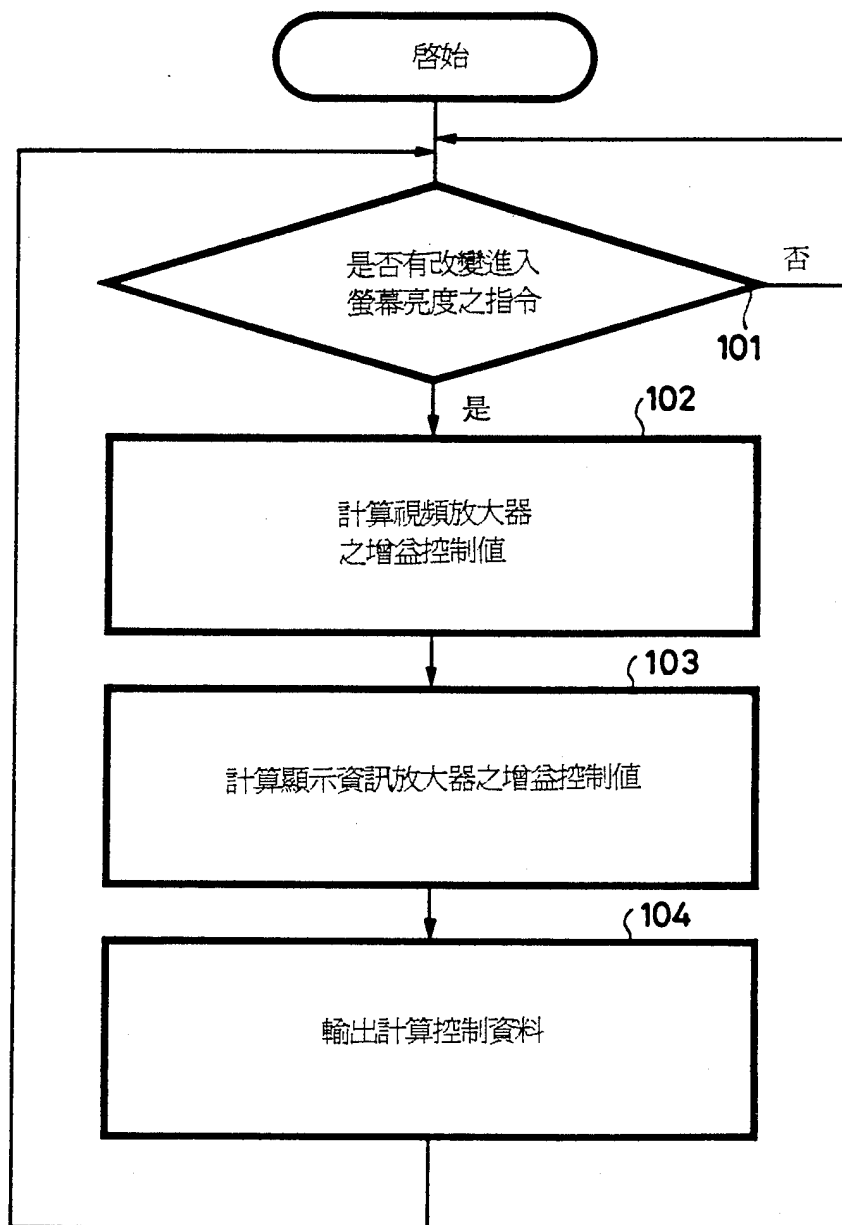 啓始
是否有改變進入
螢幕亮度之指令
否
101
是
102
計算視頻放大器
之增益控制值
103
計算顯示資訊放大器之增益控制值
104
輸出計算控制資料